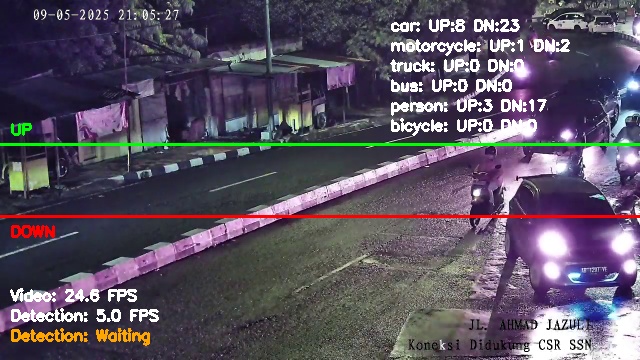 09-05-2025 21:05:27
car: UP:8 DN:23
motorcycle: UP:1 DN:2
truck: UP:0 DN:0
bus: UP:0 DN:0
person: UP:3 DN:17
bicycle: UP:0 DN:0
UP
DOWN
Video: 24.6 FPS
Detection: 5.0 FPS
Detection: Waiting
JL. AHMAD JAZULI
Koneksi Didukung CSR SSN